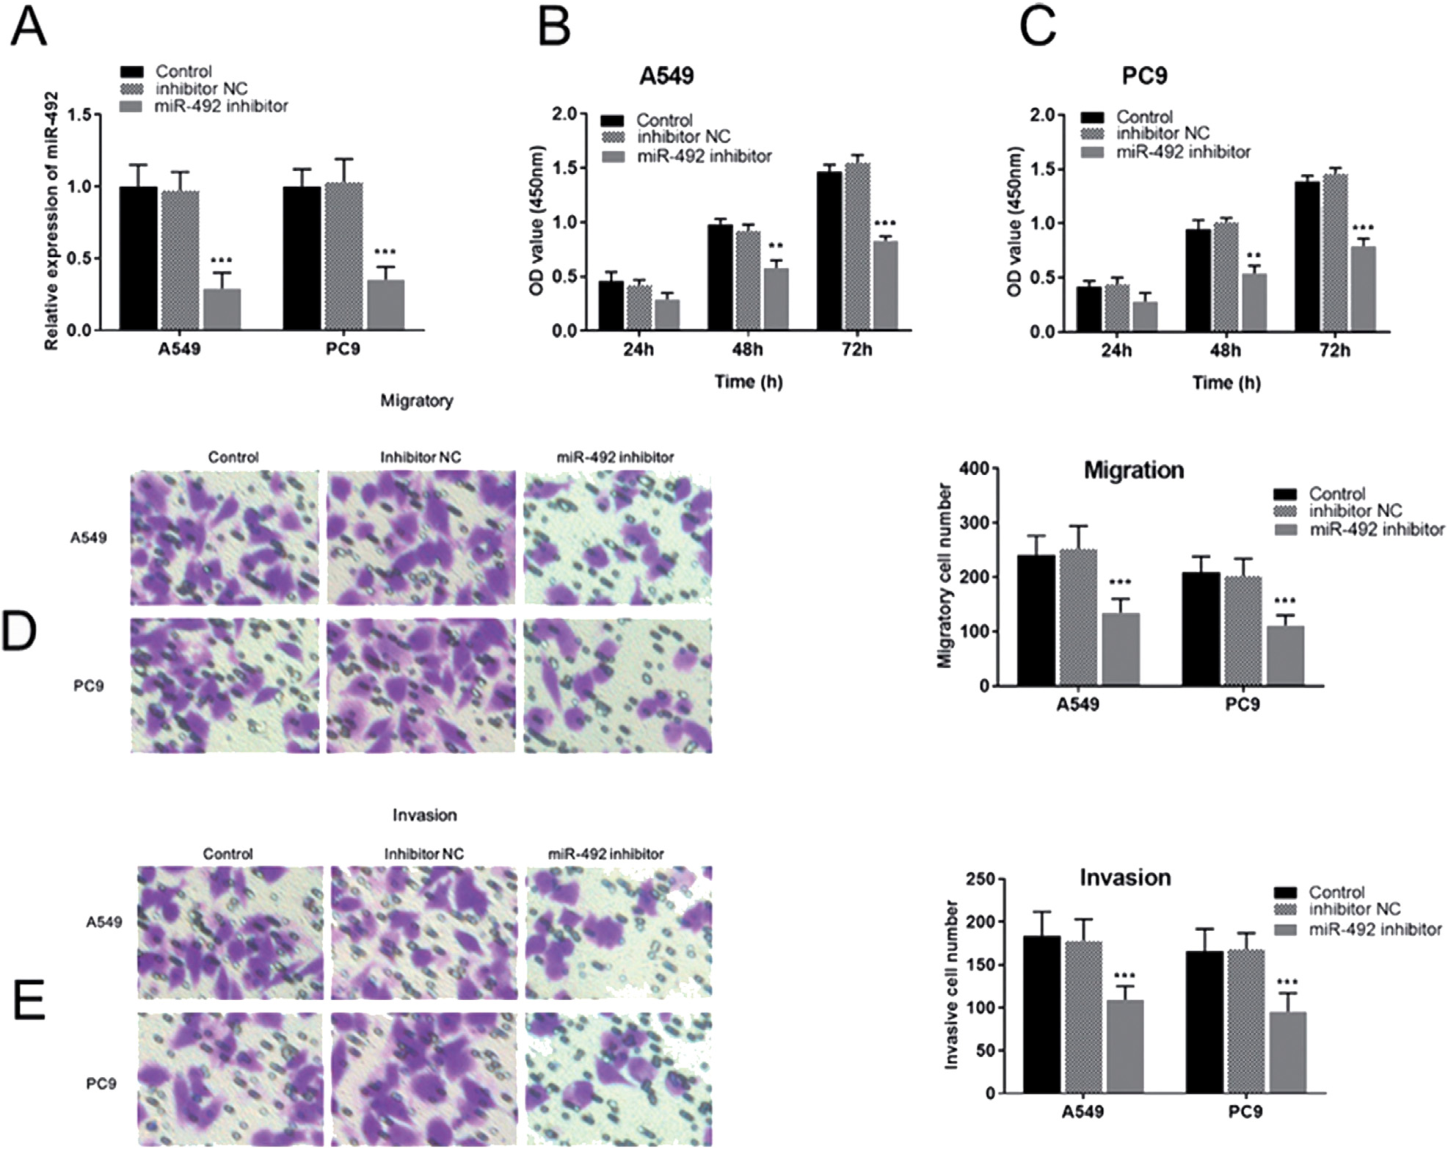 A
Control
inhibitor NC
miR-492 inhibitor
Relative expression of miR-492
1.5
1.0
0.5
0.0
***
***
A549
PC9
B
A549
Control
inhibitor NC
miR-492 inhibitor
OD value (450nm)
2.0
1.5
1.0
0.5
0.0
**
***
24h
48h
72h
Time (h)
C
PC9
Control
inhibitor NC
miR-492 inhibitor
OD value (450nm)
2.0
1.5
1.0
0.5
0.0
**
***
24h
48h
72h
Time (h)
D
Migratory
Control
Inhibitor NC
miR-492 inhibitor
A549
PC9
Migration
Control
inhibitor NC
miR-492 inhibitor
Migratory cell number
400
300
200
100
0
***
***
A549
PC9
E
Invasion
Control
Inhibitor NC
miR-492 inhibitor
A549
PC9
Invasion
Control
inhibitor NC
miR-492 inhibitor
Invasive cell number
250
200
150
100
50
0
***
***
A549
PC9